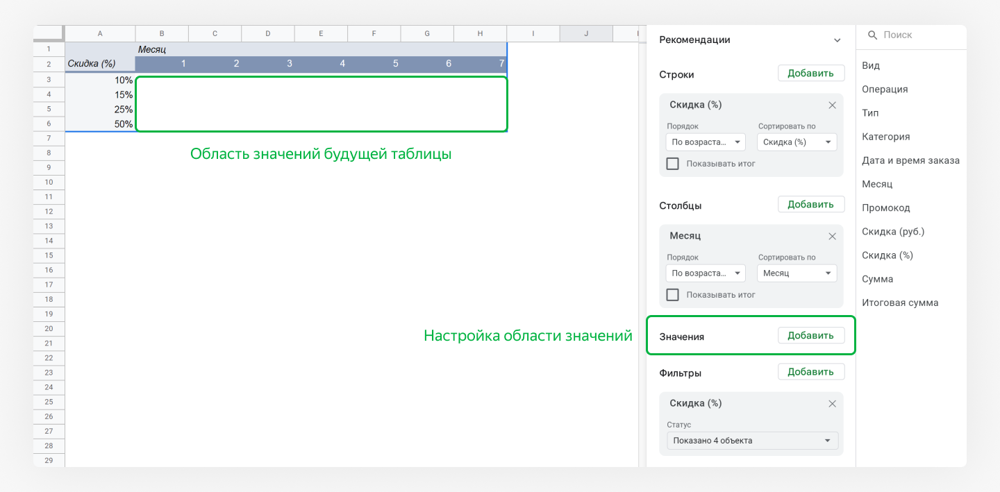 A B C D E F G H I J
1 Месяц
2 Скидка (%) 1 2 3 4 5 6 7
3 10%
4 15%
5 25%
6 50%
7
8
9
10
11
12
13
14
15
16
17
18
19
20
21
22
23
24
25
26
27
28
29
Область значений будущей таблицы
Настройка области значений
Рекомендации
Строки Добавить
Скидка (%)
Порядок Сортировать по
По возраста... Скидка (%)
Показывать итог
Столбцы Добавить
Месяц
Порядок Сортировать по
По возраста... Месяц
Показывать итог
Значения Добавить
Фильтры Добавить
Скидка (%)
Статус
Показано 4 объекта
Поиск
Вид
Операция
Тип
Категория
Дата и время заказа
Месяц
Промокод
Скидка (руб.)
Скидка (%)
Сумма
Итоговая сумма